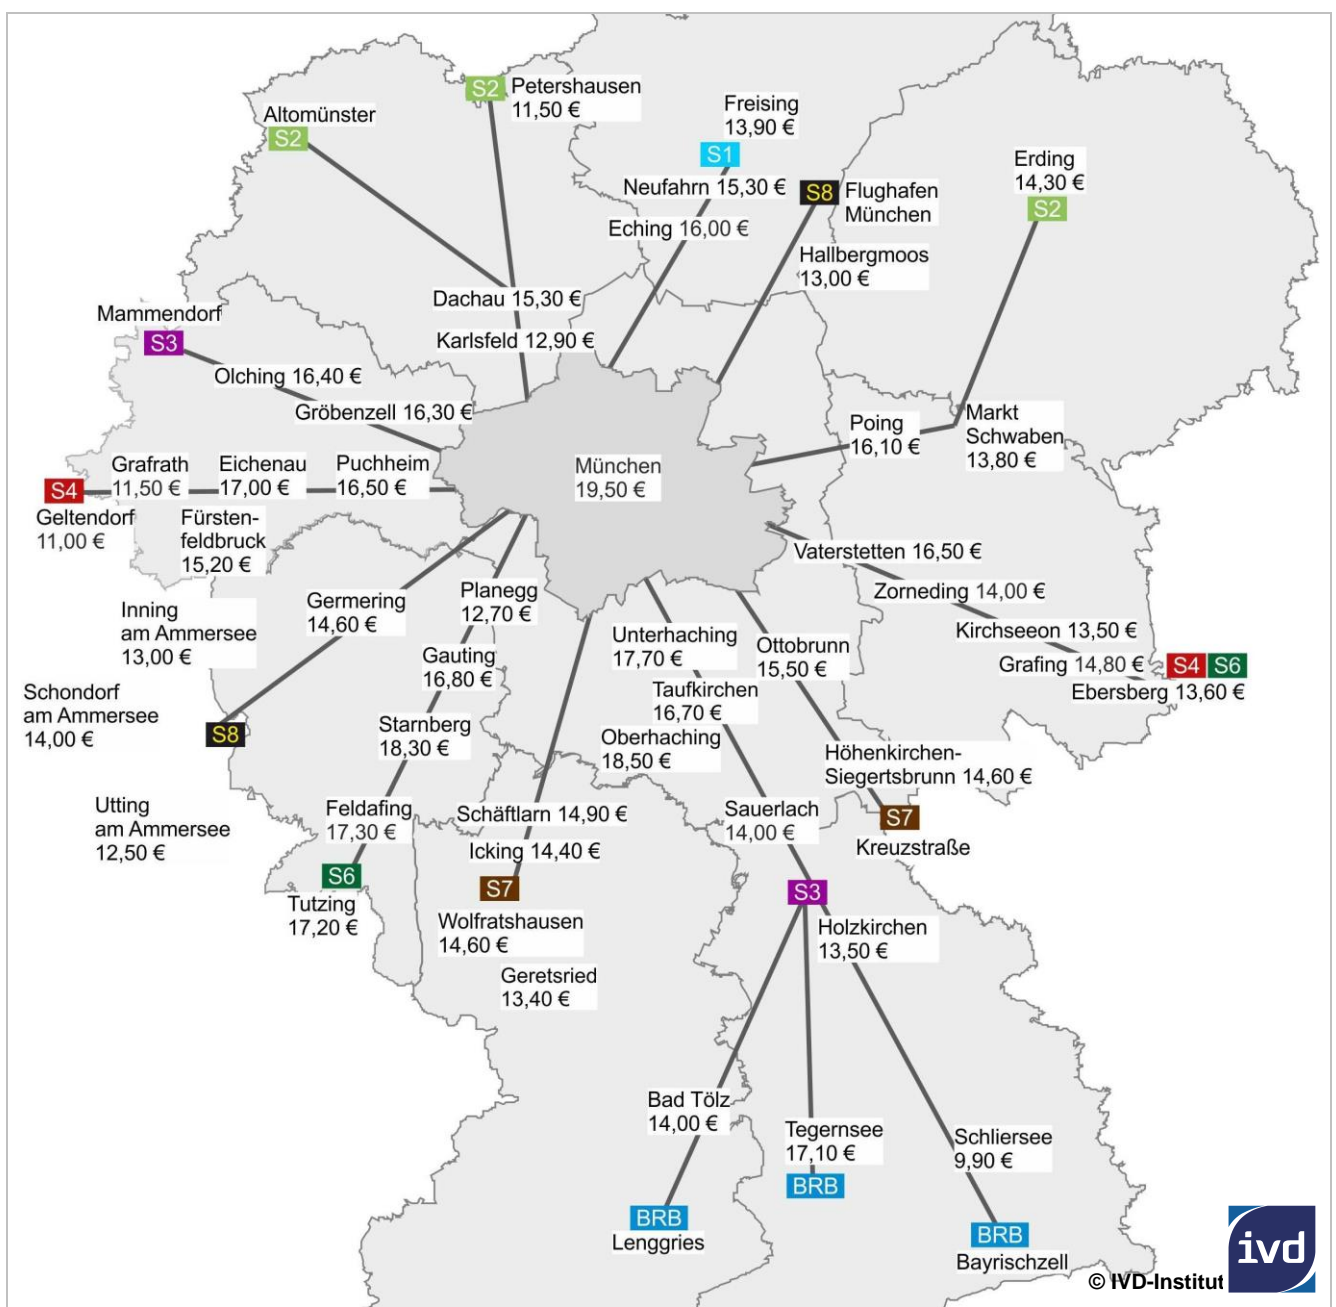 S2
Petershausen
11,50 €
Altomünster
S2
Freising
13,90 €
S1
Neufahrn 15,30 €
Eching 16,00 €
S8
Flughafen
München
Hallbergmoos
13,00 €
Erding
14,30 €
S2
Dachau 15,30 €
Karlsfeld 12,90 €
Mammendorf
S3
Olching 16,40 €
Gröbenzell 16,30 €
Poing
16,10 €
Markt
Schwaben
13,80 €
S4
Geltendorf
11,00 €
Grafrath
11,50 €
Eichenau
17,00 €
Puchheim
16,50 €
Fürsten-
feldbruck
15,20 €
München
19,50 €
Vaterstetten 16,50 €
Zorneding 14,00 €
Kirchseeon 13,50 €
Grafing 14,80 €
Ebersberg 13,60 €
S4
S6
Inning
am Ammersee
13,00 €
Germering
14,60 €
Planegg
12,70 €
Gauting
16,80 €
Starnberg
18,30 €
Schondorf
am Ammersee
14,00 €
S8
Utting
am Ammersee
12,50 €
Feldafing
17,30 €
S6
Tutzing
17,20 €
Unterhaching
17,70 €
Taufkirchen
16,70 €
Oberhaching
18,50 €
Ottobrunn
15,50 €
Höhenkirchen-
Siegertsbrunn 14,60 €
S7
Kreuzstraße
Schäftlarn 14,90 €
Icking 14,40 €
S7
Wolfratshausen
14,60 €
Geretsried
13,40 €
Sauerlach
14,00 €
S3
Holzkirchen
13,50 €
Bad Tölz
14,00 €
BRB
Lenggries
Tegernsee
17,10 €
BRB
Schliersee
9,90 €
BRB
Bayrischzell
© IVD-Institut
ivd